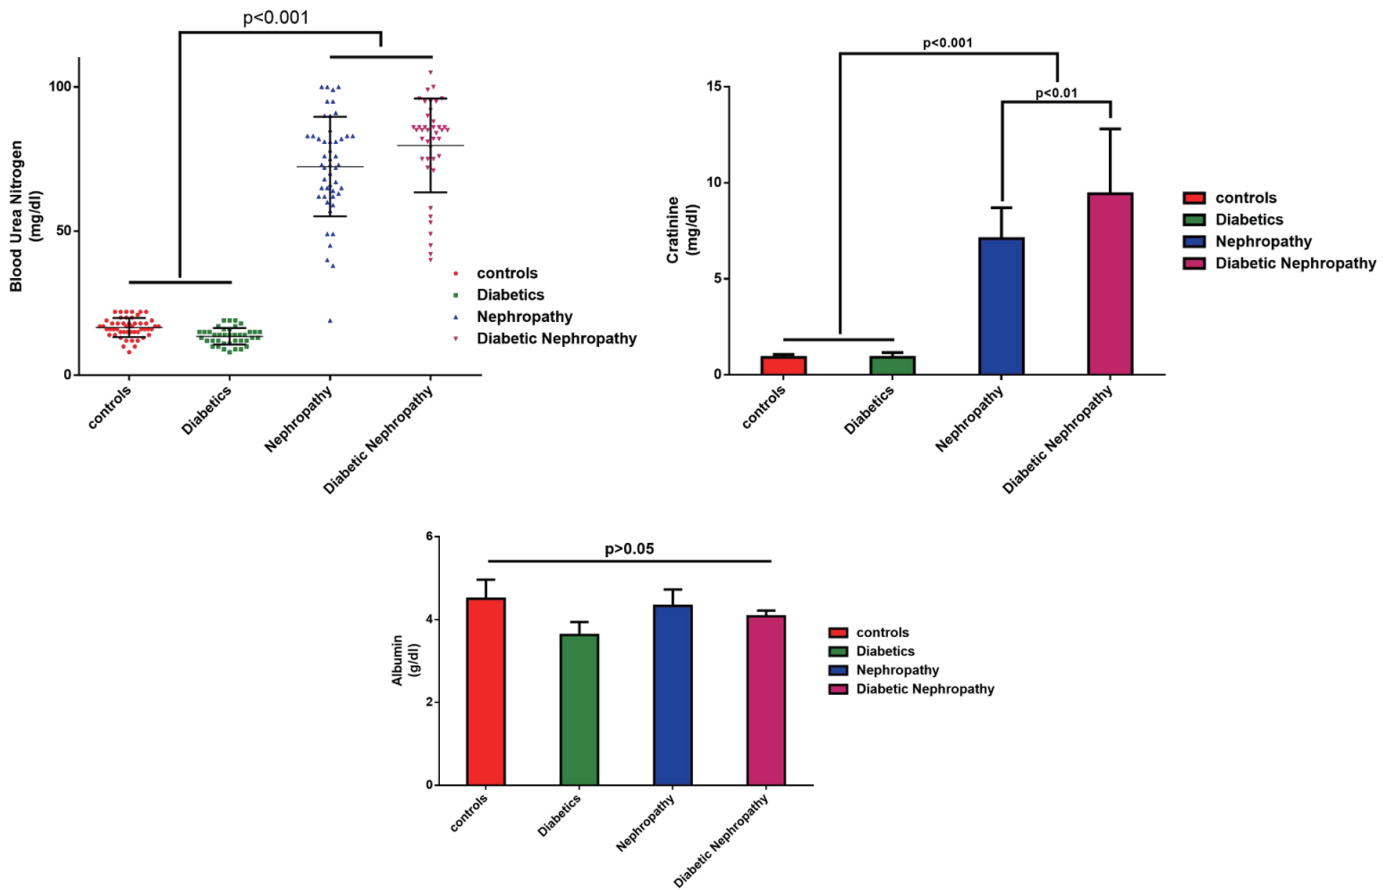 p<0.001
Blood Urea Nitrogen
(mg/dl)
100
50
0
controls
Diabetics
Nephropathy
Diabetic Nephropathy
controls
Diabetics
Nephropathy
Diabetic Nephropathy
p<0.001
p<0.01
Cratinine
(mg/dl)
15
10
5
0
controls
Diabetics
Nephropathy
Diabetic Nephropathy
controls
Diabetics
Nephropathy
Diabetic Nephropathy
p>0.05
Albumin
(g/dl)
6
4
2
0
controls
Diabetics
Nephropathy
Diabetic Nephropathy
controls
Diabetics
Nephropathy
Diabetic Nephropathy